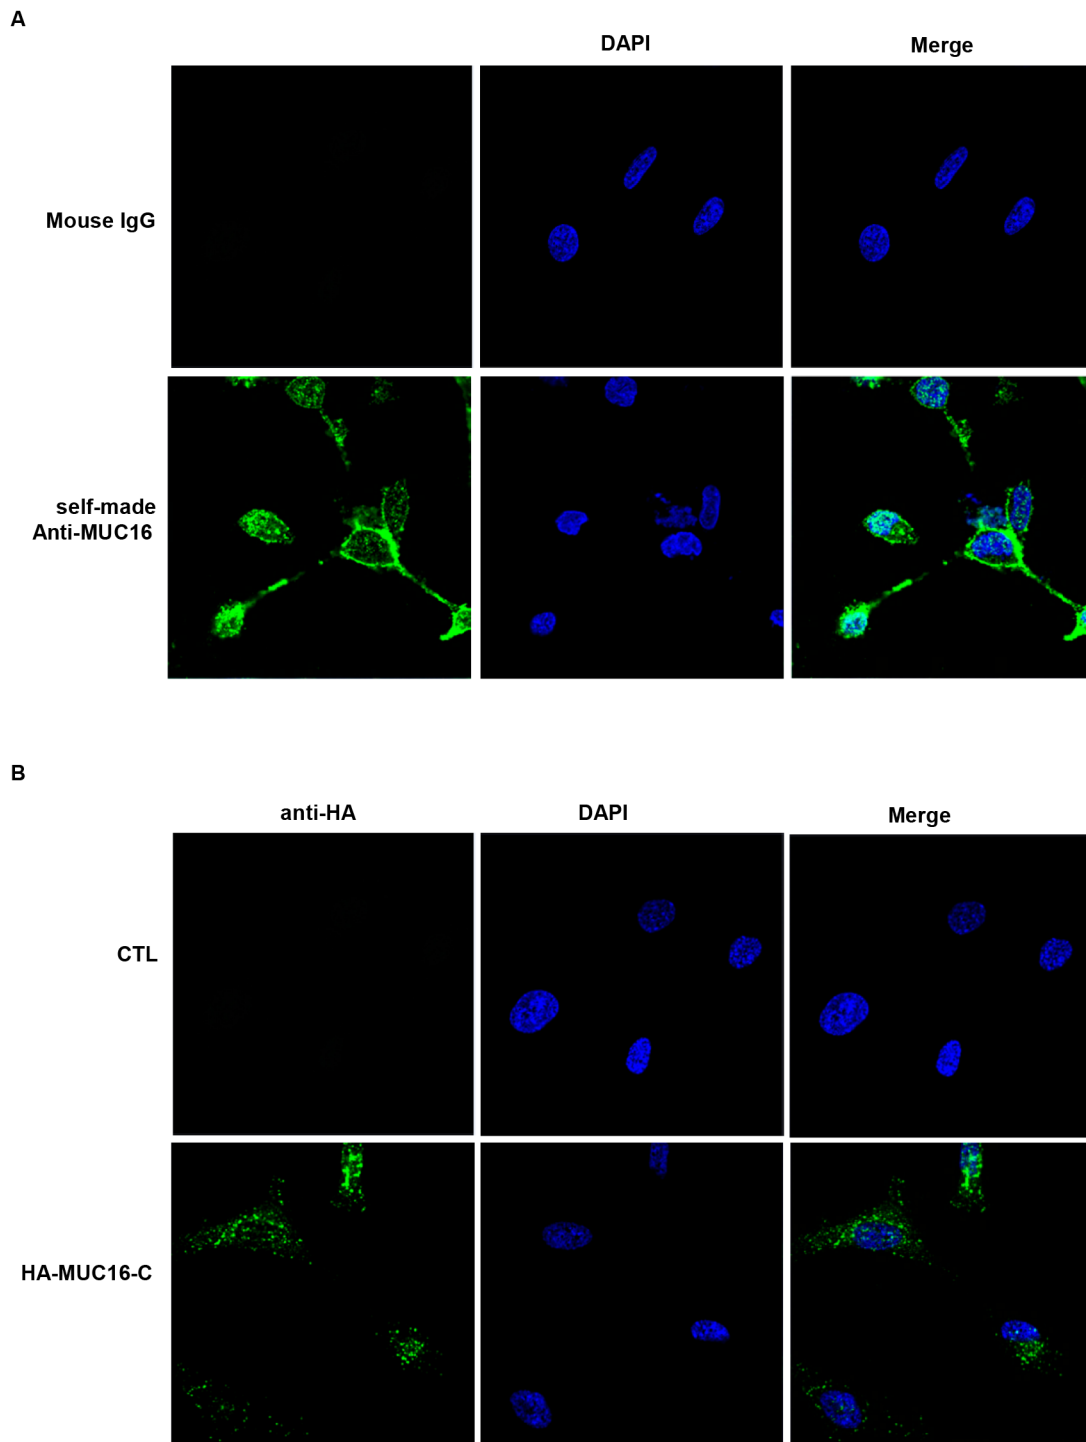 A
DAPI
Merge
Mouse IgG
self-made
Anti-MUC16
B
anti-HA
DAPI
Merge
CTL
HA-MUC16-C